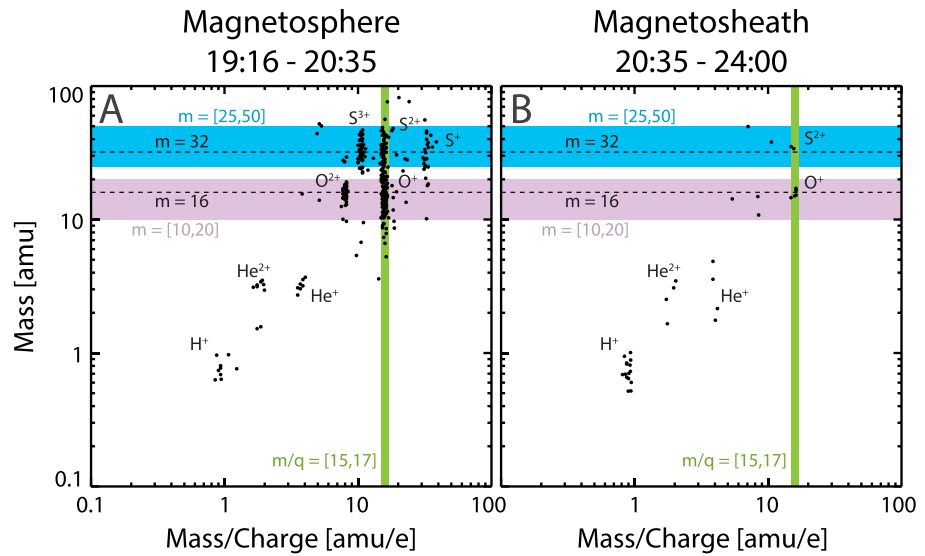 Magnetosphere
19:16 - 20:35
Magnetosheath
20:35 - 24:00
Mass [amu]
100
10
1
0.1
A
m = [25,50]
m = 32
S³⁺
S²⁺
S⁺
O²⁺
O⁺
m = 16
m = [10,20]
He²⁺
He⁺
H⁺
m/q = [15,17]
0.1
1
10
100
Mass/Charge [amu/e]
B
m = [25,50]
m = 32
S²⁺
O⁺
m = 16
m = [10,20]
He²⁺
He⁺
H⁺
m/q = [15,17]
1
10
100
Mass/Charge [amu/e]